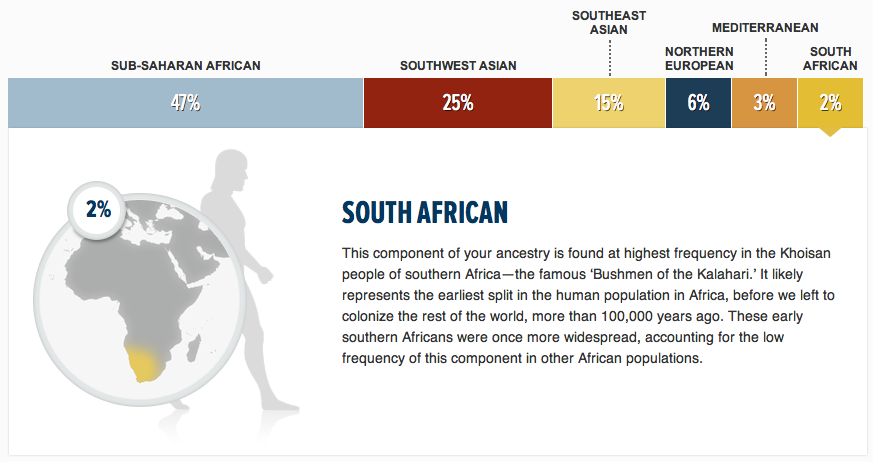 SOUTHEAST
ASIAN
MEDITERRANEAN
SUB-SAHARAN AFRICAN
SOUTHWEST ASIAN
NORTHERN
EUROPEAN
SOUTH
AFRICAN
47%
25%
15%
6%
3%
2%
2%
SOUTH AFRICAN
This component of your ancestry is found at highest frequency in the Khoisan
people of southern Africa—the famous ‘Bushmen of the Kalahari.’ It likely
represents the earliest split in the human population in Africa, before we left to
colonize the rest of the world, more than 100,000 years ago. These early
southern Africans were once more widespread, accounting for the low
frequency of this component in other African populations.